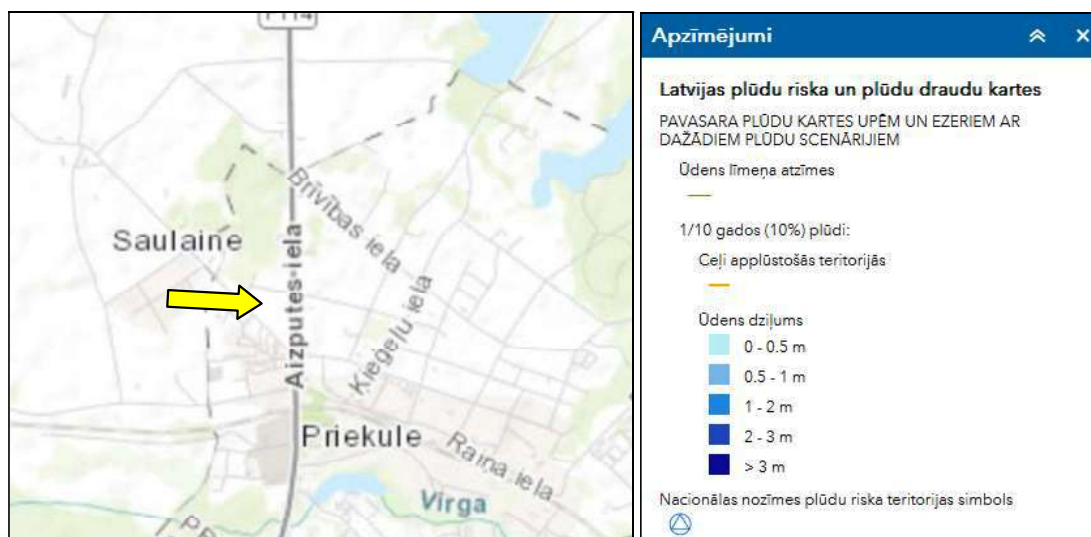 P114
Brīvības iela
Saulaine
Aizputes-iela
Ķieģeļu iela
Priekule
Raiņa iela
Virga
Apzīmējumi
Latvijas plūdu riska un plūdu draudu kartes
PAVASARA PLŪDU KARTES UPĒM UN EZERIEM AR
DAŽĀDIEM PLŪDU SCENĀRIJIEM
Ūdens līmeņa atzīmes
1/10 gados (10%) plūdi:
Ceļi applūstošās teritorijās
Ūdens dziļums
0 - 0.5 m
0.5 - 1 m
1 - 2 m
2 - 3 m
> 3 m
Nacionālas nozīmes plūdu riska teritorijas simbols